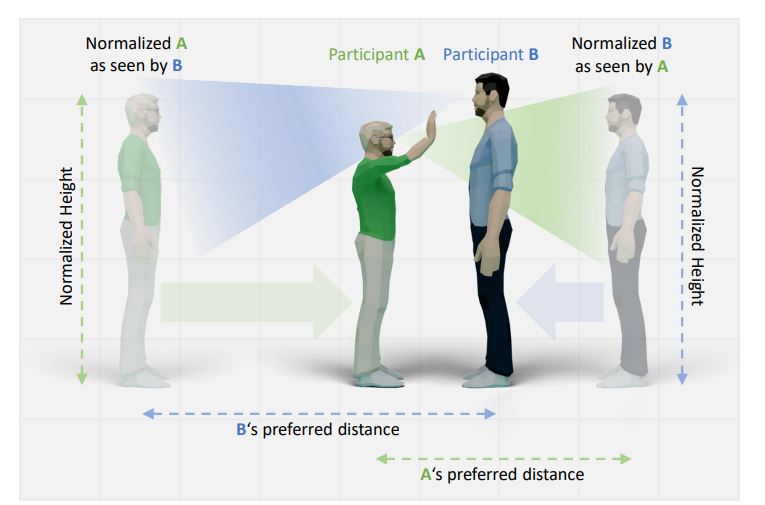 Normalized A
as seen by B
Participant A
Participant B
Normalized B
as seen by A
Normalized Height
Normalized Height
B‘s preferred distance
A‘s preferred distance